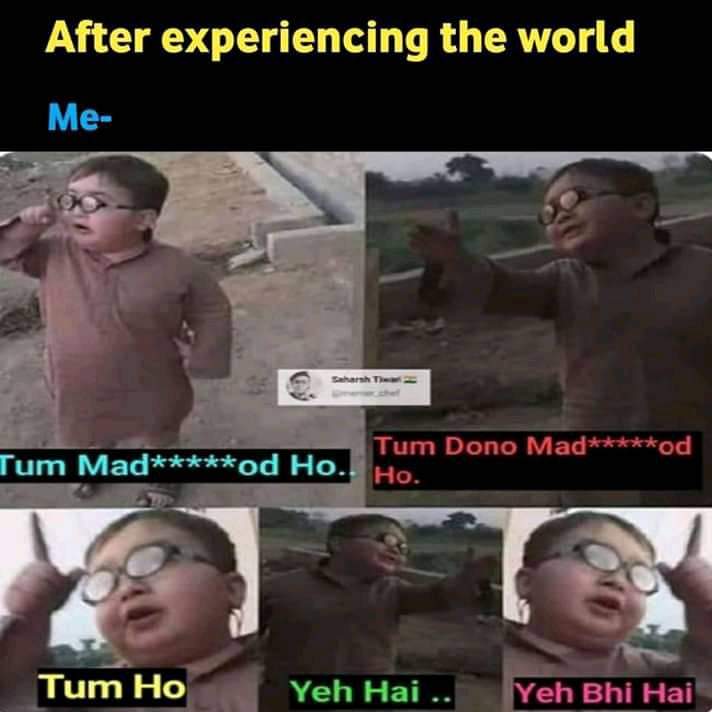 After experiencing the world
Me-
Saharsh Tiwari
@memer_chef
Tum Mad*****od Ho..
Tum Dono Mad*****od
Ho.
Tum Ho
Yeh Hai ..
Yeh Bhi Hai